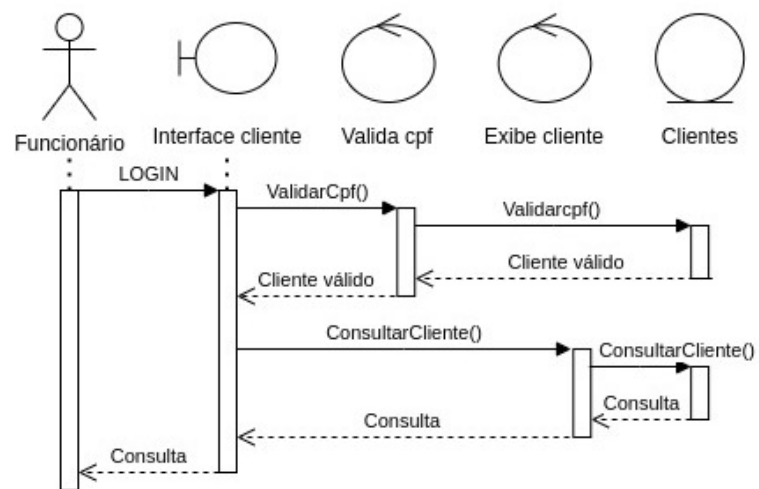 Funcionário
Interface cliente
Valida cpf
Exibe cliente
Clientes
LOGIN
ValidarCpf()
Validarcpf()
Cliente válido
Cliente válido
ConsultarCliente()
ConsultarCliente()
Consulta
Consulta
Consulta